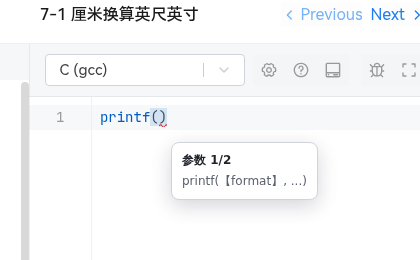 7-1 厘米换算英尺英寸
Previous Next
C (gcc)
1 printf()
参数 1/2
printf(【format】, ...)